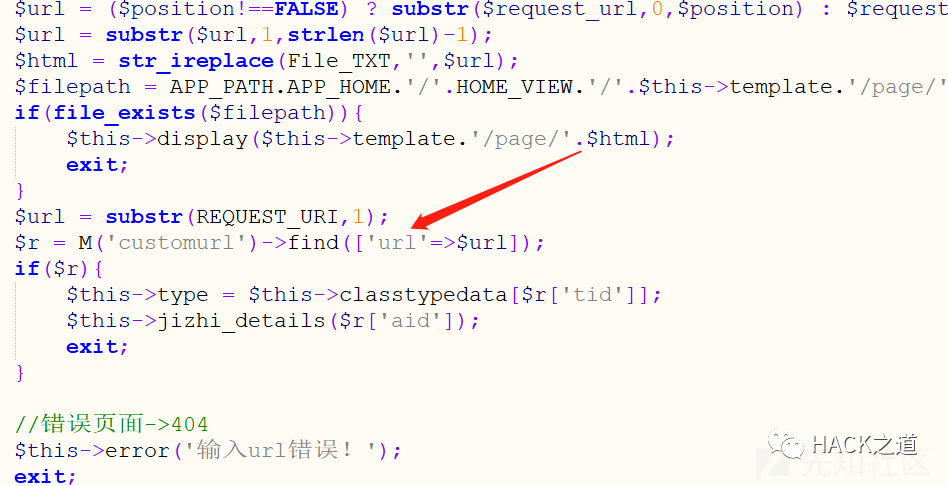 $url = ($position!==FALSE) ? substr($request_url,0,$position) : $request
$url = substr($url,1,strlen($url)-1);
$html = str_ireplace(File_TXT,'',$url);
$filepath = APP_PATH.APP_HOME.'/'.HOME_VIEW.'/'.$this->template.'/page/'
if(file_exists($filepath)){
    $this->display($this->template.'/page/'.$html);
    exit;
}
$url = substr(REQUEST_URI,1);
$r = M('customurl')->find(['url'=>$url]);
if($r){
    $this->type = $this->classtypedata[$r['tid']];
    $this->jizhi_details($r['aid']);
    exit;
}
//错误页面->404
$this->error('输入url错误！');
exit;
HACK之道
先知社区